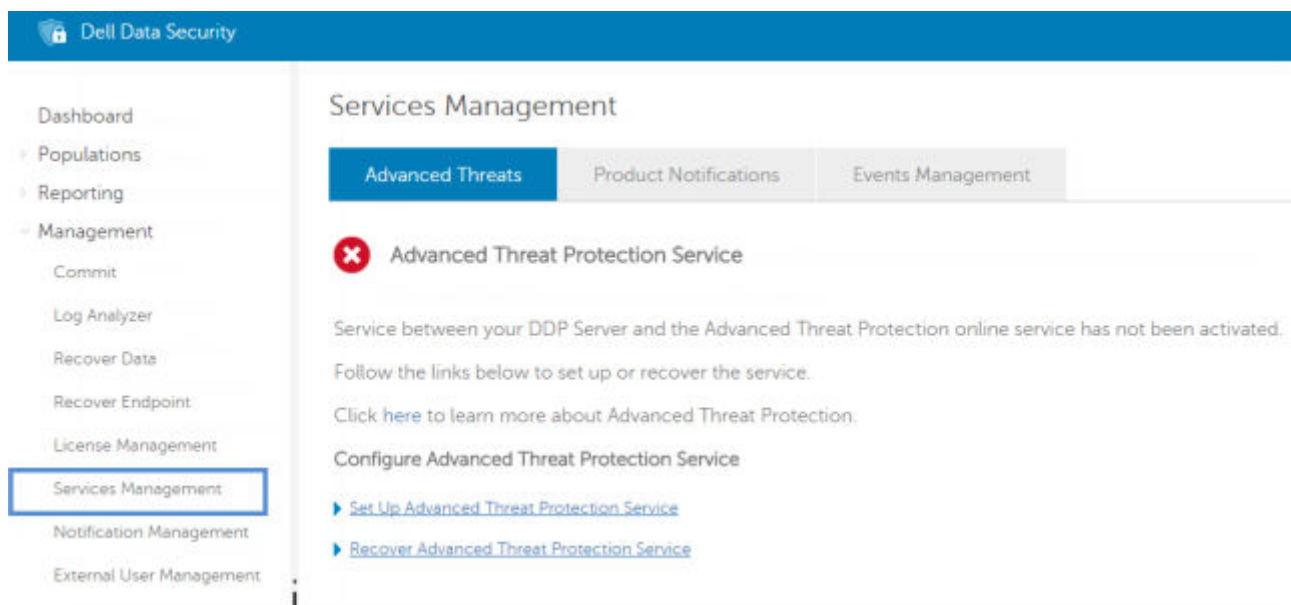 Dell Data Security
Dashboard
Populations
Reporting
Management
Commit
Log Analyzer
Recover Data
Recover Endpoint
License Management
Services Management
Notification Management
External User Management
Services Management
Advanced Threats
Product Notifications
Events Management
Advanced Threat Protection Service
Service between your DDP Server and the Advanced Threat Protection online service has not been activated.
Follow the links below to set up or recover the service.
Click here to learn more about Advanced Threat Protection.
Configure Advanced Threat Protection Service
Set Up Advanced Threat Protection Service
Recover Advanced Threat Protection Service